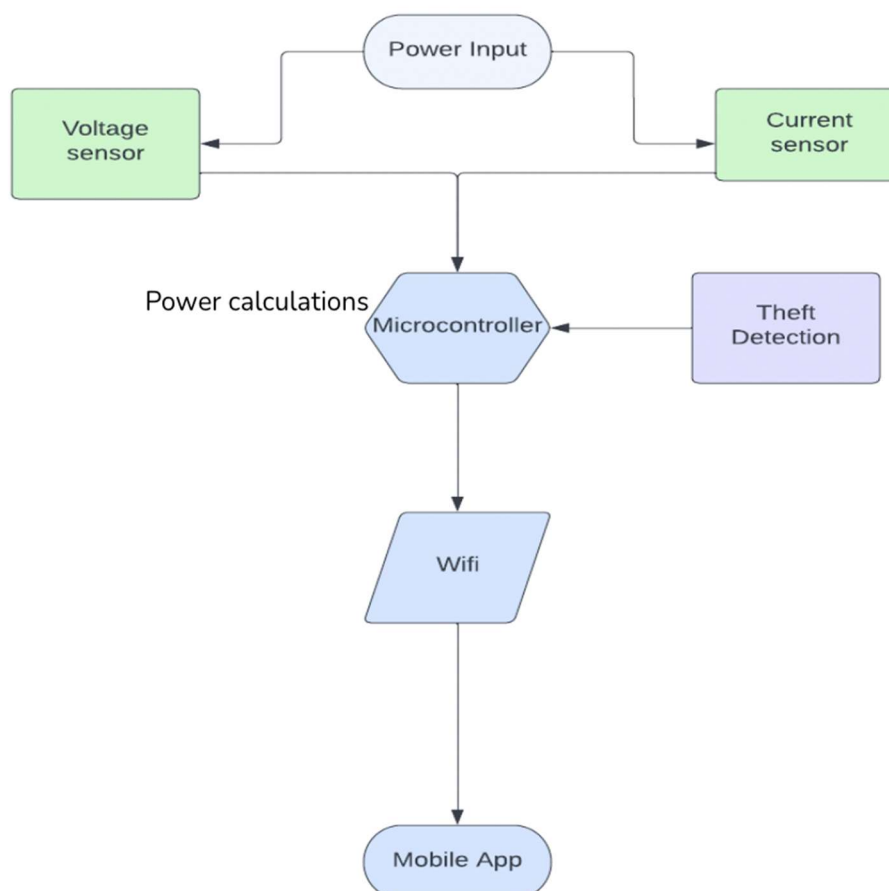 Power Input
Voltage
sensor
Current
sensor
Power calculations
Microcontroller
Theft
Detection
Wifi
Mobile App